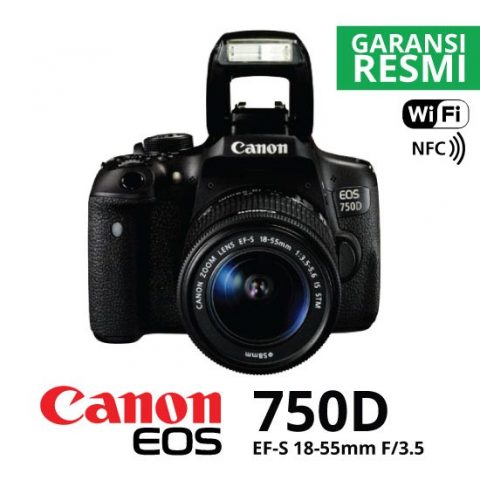 GARANSI
RESMI
WiFi
NFC
Canon
EOS
750D
CANON ZOOM LENS EF-S 18-55mm 1:3.5-5.6 IS STM
ø58mm
Canon
EOS
750D
EF-S 18-55mm F/3.5